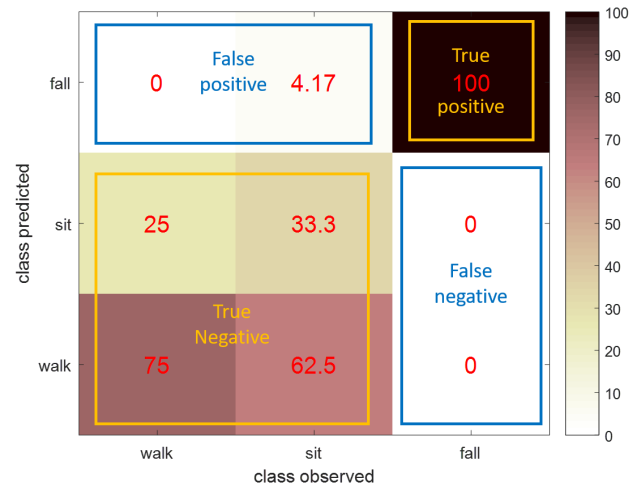 False
positive
True
positive
fall
0
4.17
100
sit
25
33.3
0
False
negative
True
Negative
walk
75
62.5
0
walk
sit
fall
class observed
class predicted
100
90
80
70
60
50
40
30
20
10
0